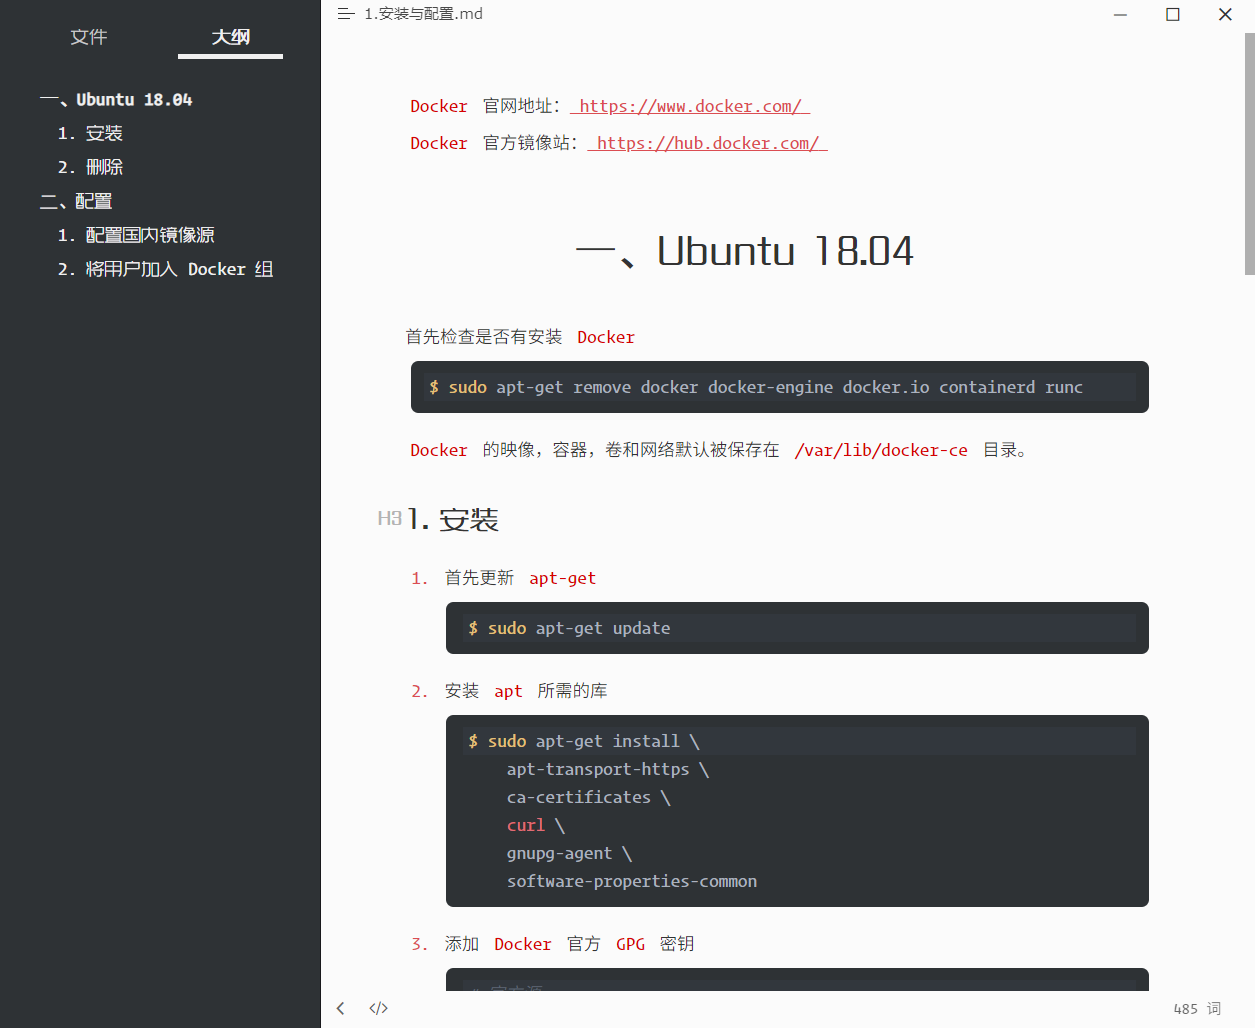 文件 大纲
一、Ubuntu 18.04
1. 安装
2. 删除
二、配置
1. 配置国内镜像源
2. 将用户加入 Docker 组
1.安装与配置.md
Docker 官网地址： https://www.docker.com/
Docker 官方镜像站： https://hub.docker.com/
一、Ubuntu 18.04
首先检查是否有安装 Docker
$ sudo apt-get remove docker docker-engine docker.io containerd runc
Docker 的映像，容器，卷和网络默认被保存在 /var/lib/docker-ce 目录。
H3 1. 安装
1. 首先更新 apt-get
$ sudo apt-get update
2. 安装 apt 所需的库
$ sudo apt-get install \
apt-transport-https \
ca-certificates \
curl \
gnupg-agent \
software-properties-common
3. 添加 Docker 官方 GPG 密钥
# 官方源
</> 485 词